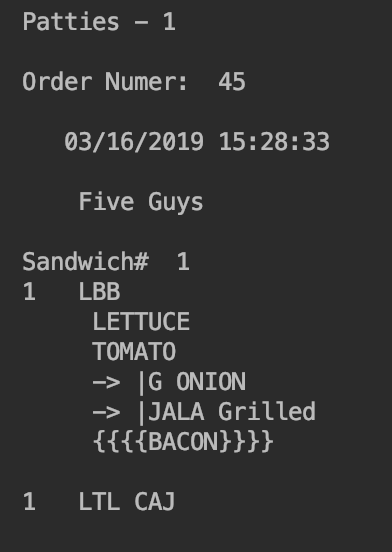 Patties - 1
Order Numer: 45
03/16/2019 15:28:33
Five Guys
Sandwich# 1
1 LBB
LETTUCE
TOMATO
-> |G ONION
-> |JALA Grilled
{{{{BACON}}}}
1 LTL CAJ